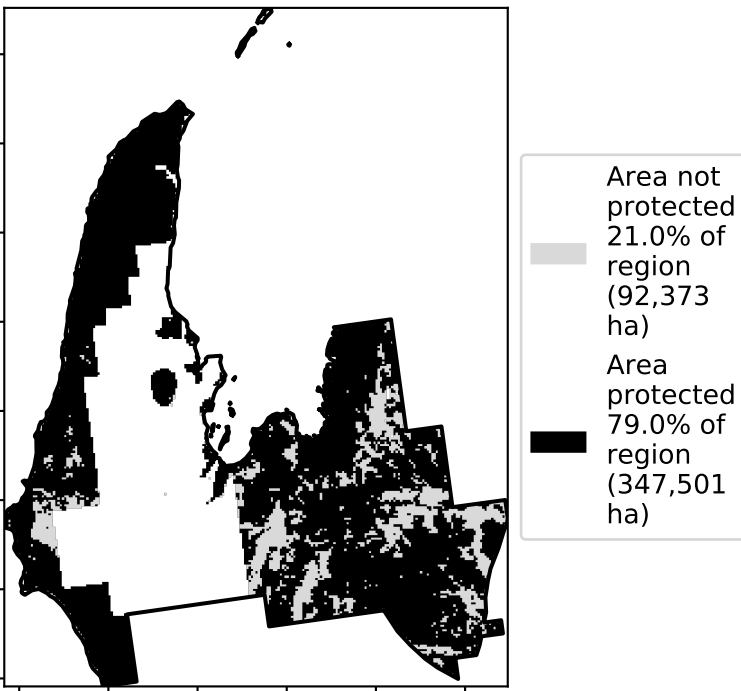 Area not
protected
21.0% of
region
(92,373
ha)
Area
protected
79.0% of
region
(347,501
ha)